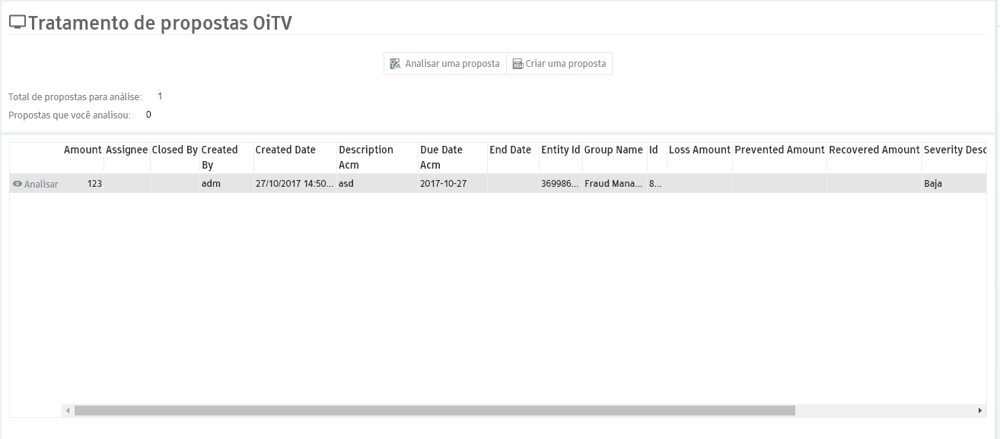 Tratamento de propostas OiTV
Analisar uma proposta Criar uma proposta
Total de propostas para análise: 1
Propostas que você analisou: 0
Amount Assignee Closed By Created By Created Date Description Acm Due Date Acm End Date Entity Id Group Name Id Loss Amount Prevented Amount Recovered Amount Severity Desc
Analisar 123 adm 27/10/2017 14:50... asd 2017-10-27 369986... Fraud Mana... 8... Baja